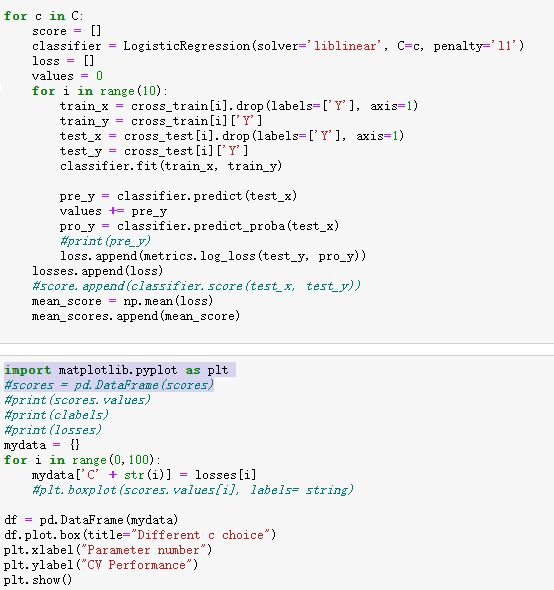 for c in C:
    score = []
    classifier = LogisticRegression(solver='liblinear', C=c, penalty='l1')
    loss = []
    values = 0
    for i in range(10):
        train_x = cross_train[i].drop(labels=['Y'], axis=1)
        train_y = cross_train[i]['Y']
        test_x = cross_test[i].drop(labels=['Y'], axis=1)
        test_y = cross_test[i]['Y']
        classifier.fit(train_x, train_y)

        pre_y = classifier.predict(test_x)
        values += pre_y
        pro_y = classifier.predict_proba(test_x)
        #print(pre_y)
        loss.append(metrics.log_loss(test_y, pro_y))
    losses.append(loss)
    #score.append(classifier.score(test_x, test_y))
    mean_score = np.mean(loss)
    mean_scores.append(mean_score)

import matplotlib.pyplot as plt
#scores = pd.DataFrame(scores)
#print(scores.values)
#print(clabels)
#print(losses)
mydata = {}
for i in range(0,100):
    mydata['C' + str(i)] = losses[i]
    #plt.boxplot(scores.values[i], labels= string)

df = pd.DataFrame(mydata)
df.plot.box(title="Different c choice")
plt.xlabel("Parameter number")
plt.ylabel("CV Performance")
plt.show()